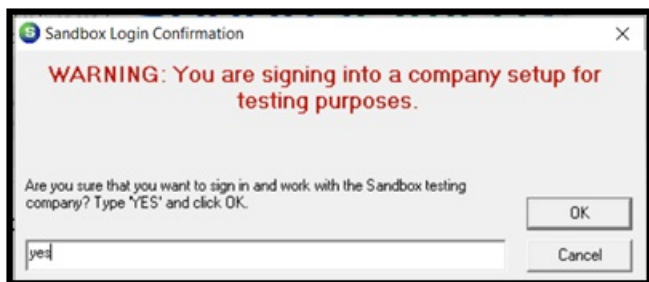 S Sandbox Login Confirmation
WARNING: You are signing into a company setup for
testing purposes.
Are you sure that you want to sign in and work with the Sandbox testing
company? Type 'YES' and click OK.
OK
yes
Cancel